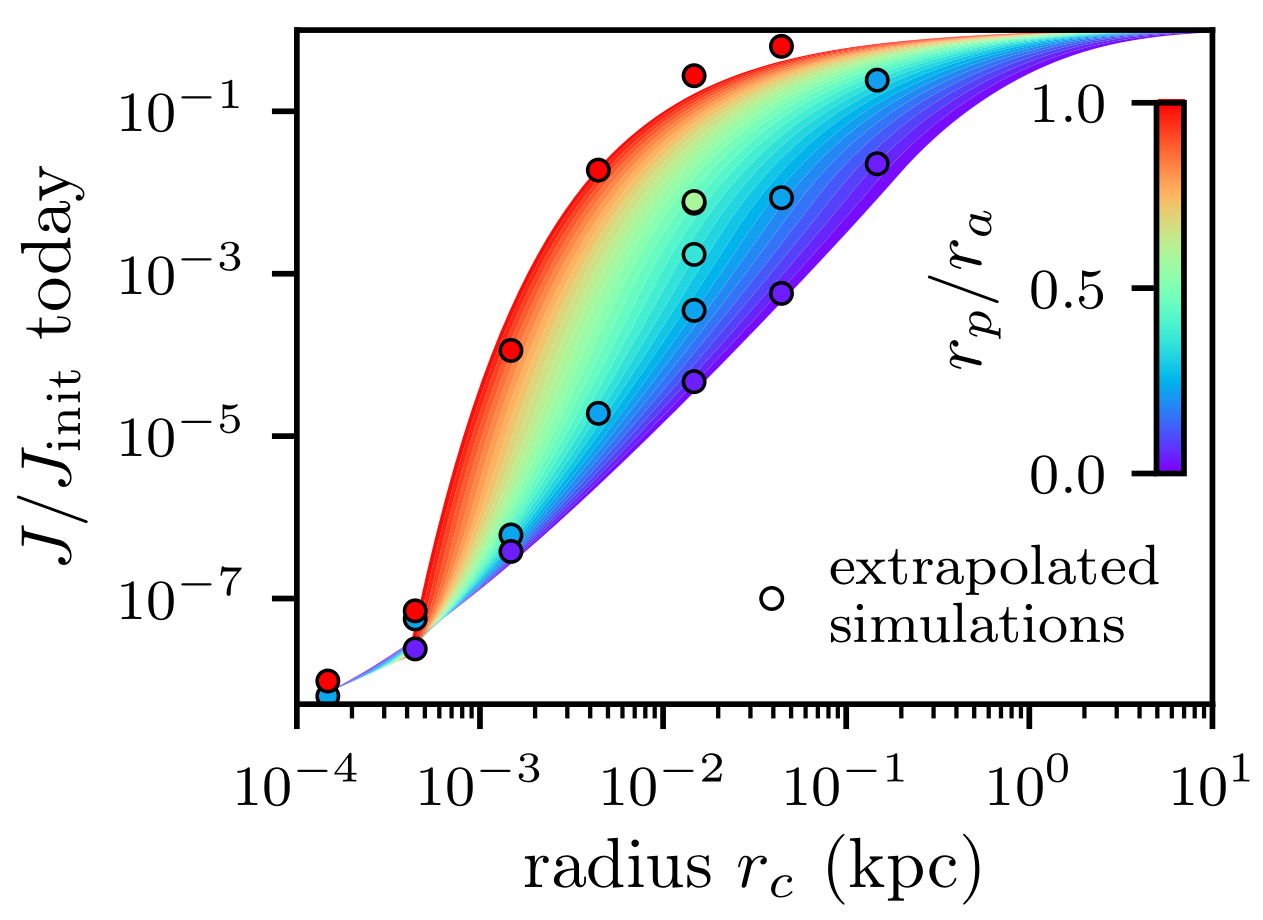 J/J_init today
10^−1
10^−3
10^−5
10^−7
1.0
0.5
0.0
r_p/r_a
extrapolated
simulations
10^−4 10^−3 10^−2 10^−1 10^0 10^1
radius r_c (kpc)